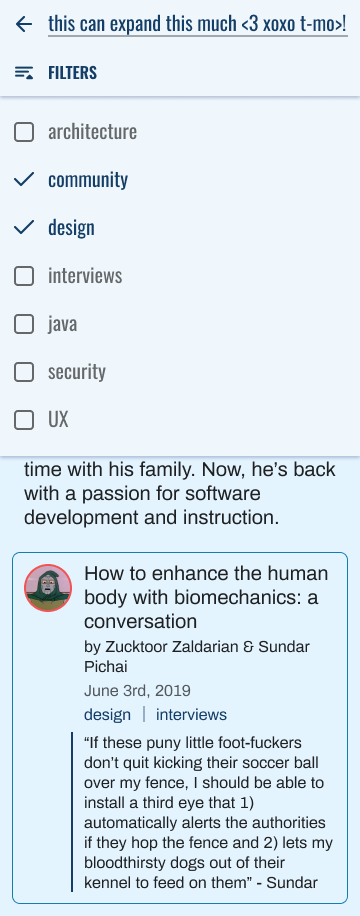 this can expand this much <3 xoxo t-mo>!
FILTERS
architecture
community
design
interviews
java
security
UX
time with his family. Now, he’s back
with a passion for software
development and instruction.
How to enhance the human
body with biomechanics: a
conversation
by Zucktoor Zaldarian & Sundar
Pichai
June 3rd, 2019
design | interviews
“If these puny little foot-fuckers
don’t quit kicking their soccer ball
over my fence, I should be able to
install a third eye that 1)
automatically alerts the authorities
if they hop the fence and 2) lets my
bloodthirsty dogs out of their
kennel to feed on them” - Sundar